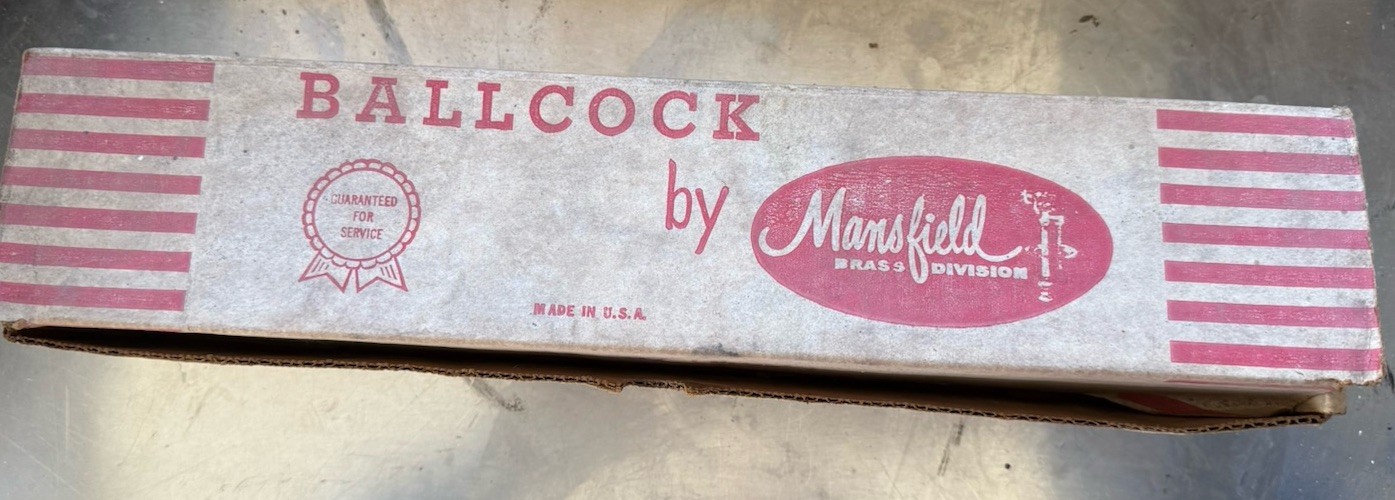 BALLCOCK
by
Mansfield
BRASS DIVISION
GUARANTEED
FOR
SERVICE
MADE IN U.S.A.